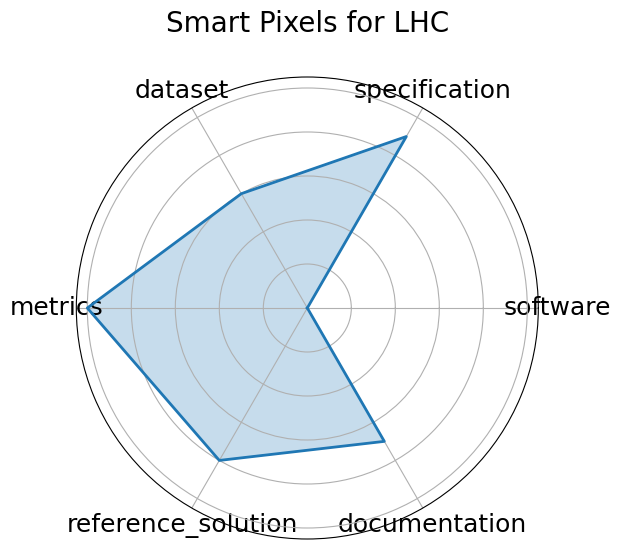 Smart Pixels for LHC
dataset
specification
metrics
software
reference_solution
documentation